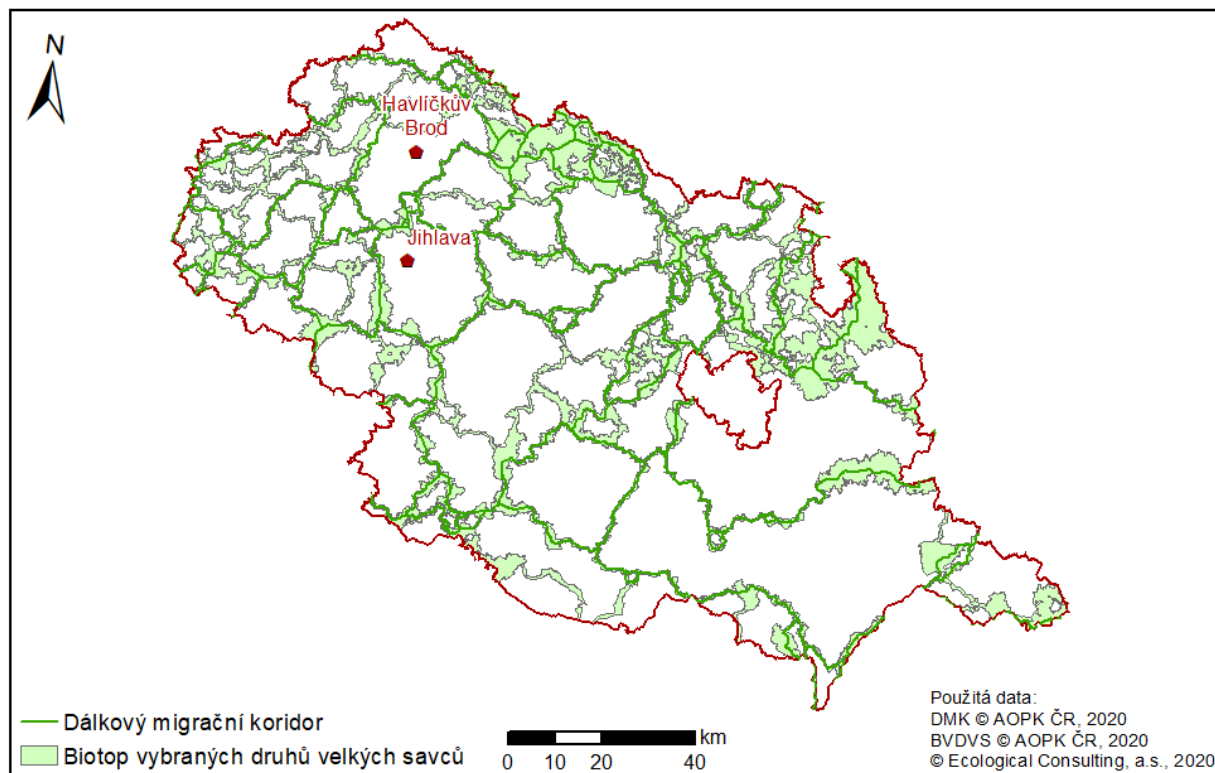 N
Havlíčkův
Brod
Jihlava
Dálkový migrační koridor
Biotop vybraných druhů velkých savců
km
0 10 20 40
Použitá data:
DMK © AOPK ČR, 2020
BVDVS © AOPK ČR, 2020
© Ecological Consulting, a.s., 2020